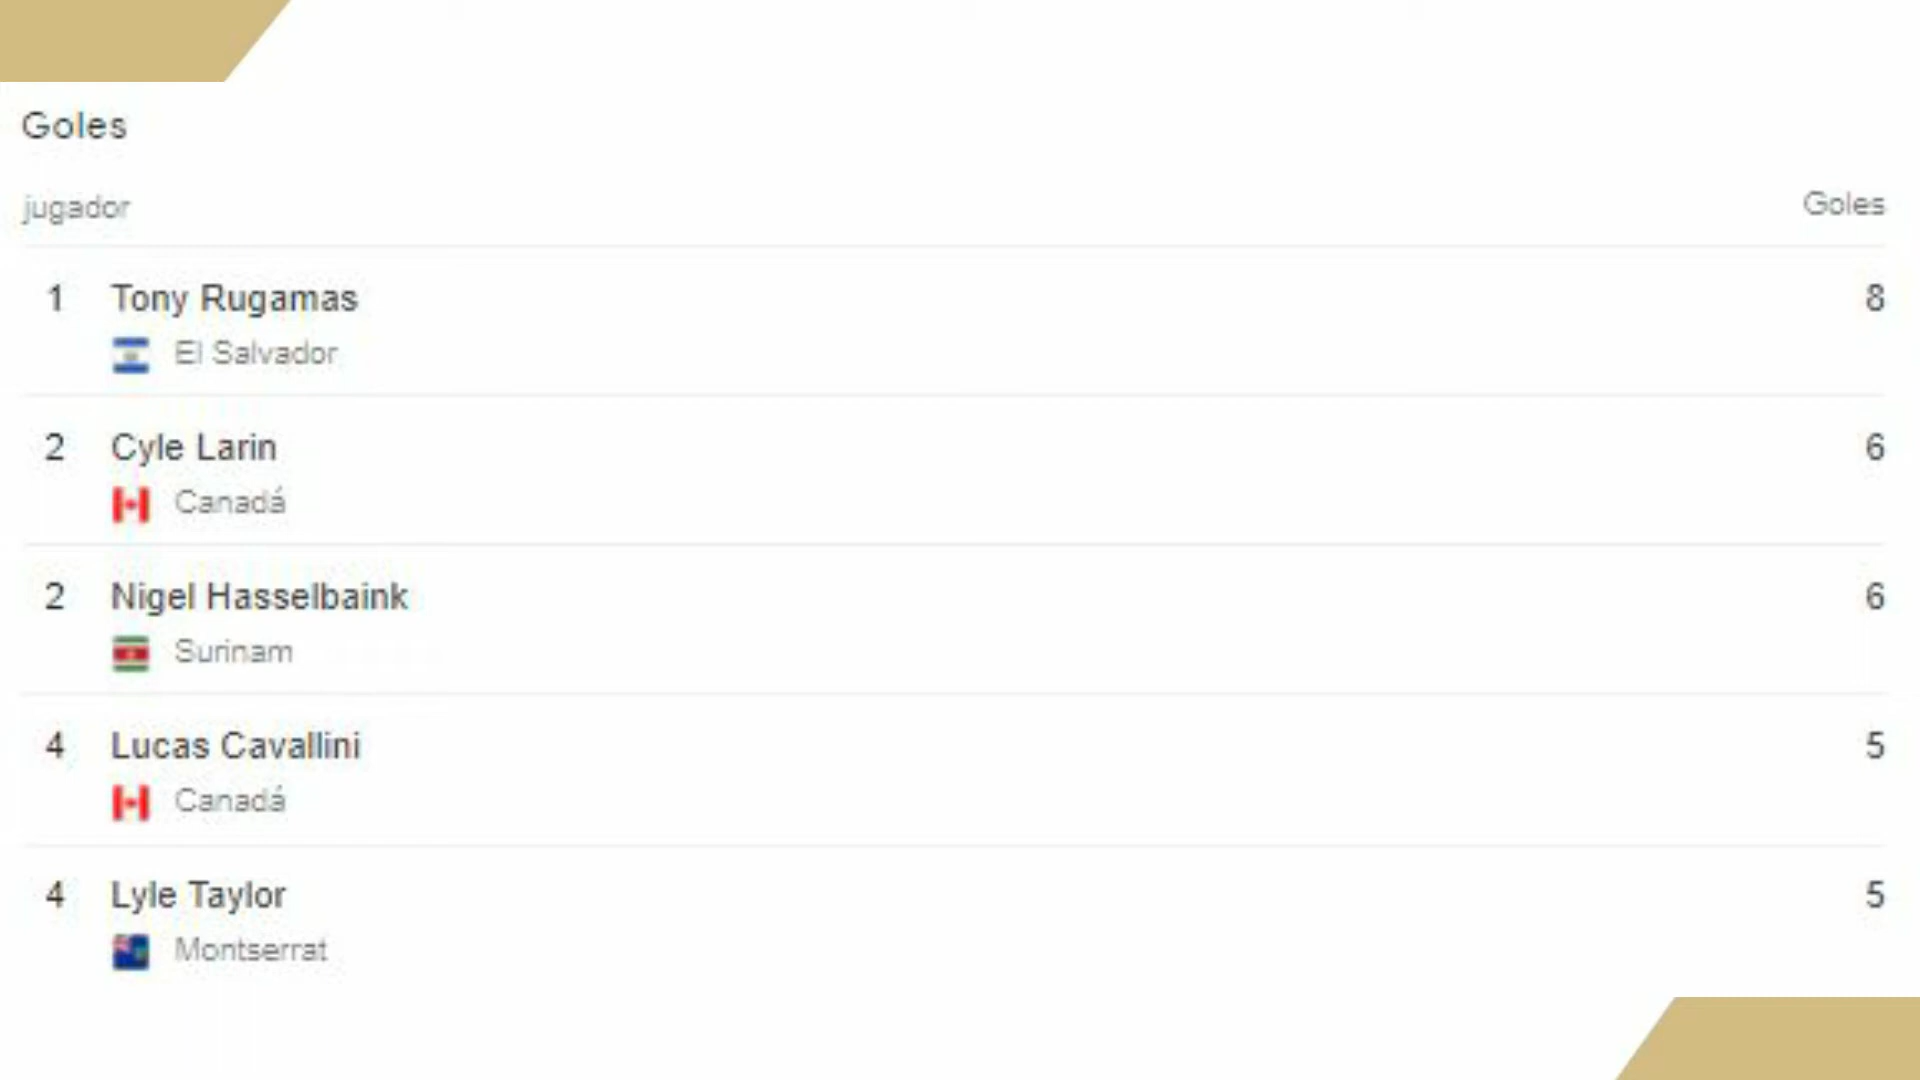 Goles
jugador Goles
1 Tony Rugamas 8
El Salvador
2 Cyle Larin 6
Canadá
2 Nigel Hasselbaink 6
Surinam
4 Lucas Cavallini 5
Canadá
4 Lyle Taylor 5
Montserrat